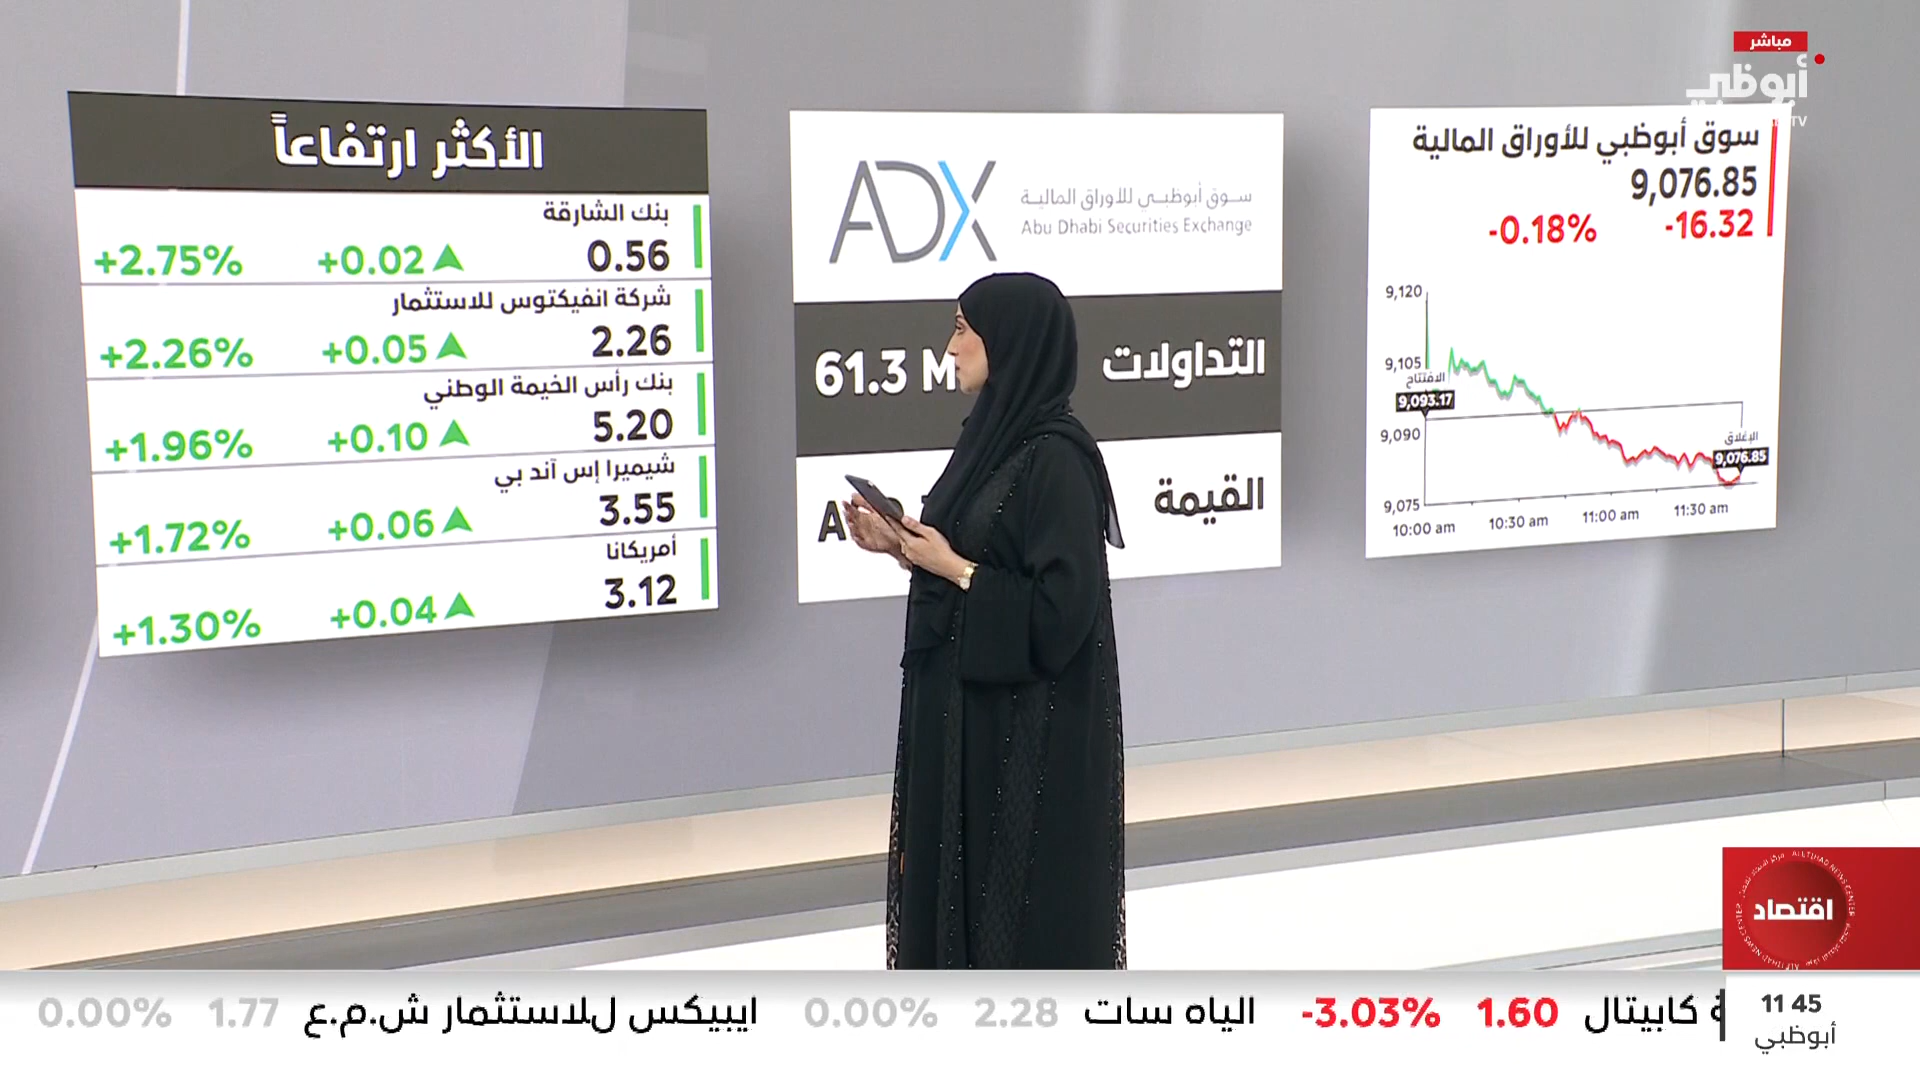 مباشر
أبوظبي
TV
سوق أبوظبي للأوراق المالية
9,076.85
-16.32 -0.18%
9,120
9,105
الافتتاح
9,093.17
9,090
الإغلاق
9,076.85
9,075
10:00 am 10:30 am 11:00 am 11:30 am
ADX
سوق أبوظبي للأوراق المالية
Abu Dhabi Securities Exchange
التداولات 61.3 M
القيمة
الأكثر ارتفاعاً
بنك الشارقة
0.56 +0.02 +2.75%
شركة انفيكتوس للاستثمار
2.26 +0.05 +2.26%
بنك رأس الخيمة الوطني
5.20 +0.10 +1.96%
شيميرا إس آند بي
3.55 +0.06 +1.72%
أمريكانا
3.12 +0.04 +1.30%
اقتصاد
11 45
أبوظبي
كابيتال 1.60 -3.03% الياه سات 2.28 0.00% ايبيكس للاستثمار ش.م.ع 1.77 0.00%